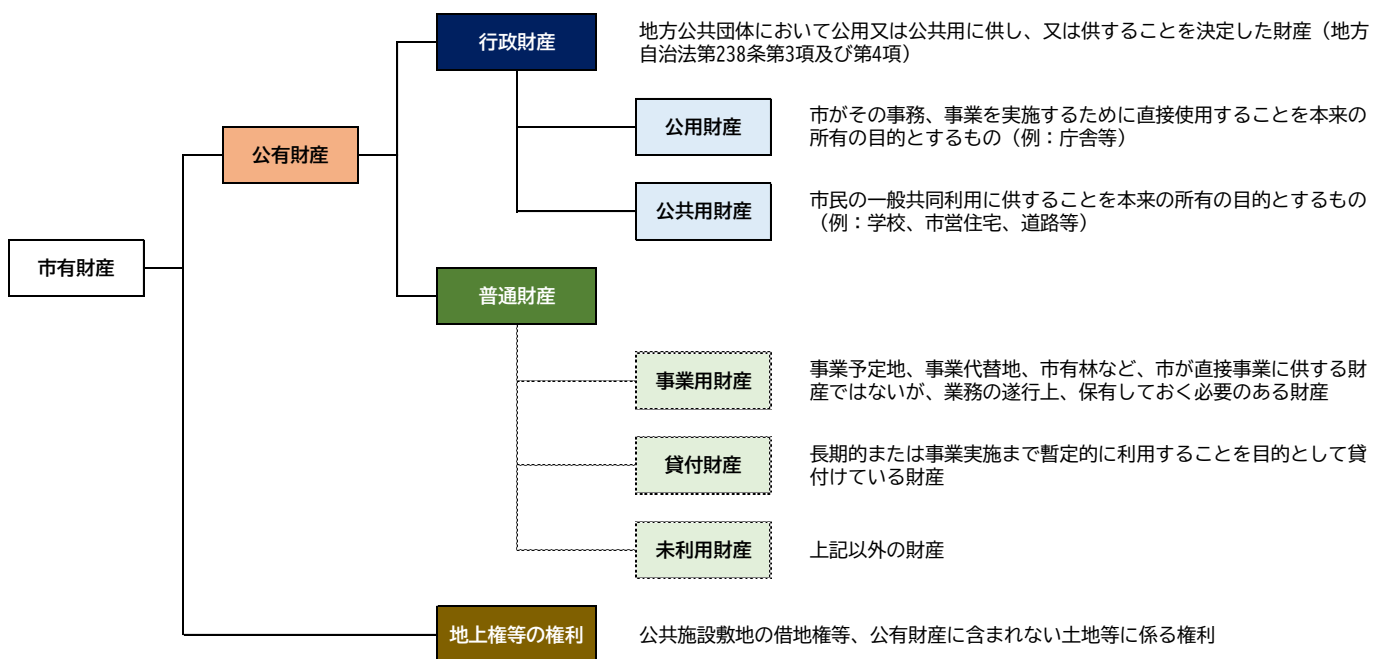 行政財産
地方公共団体において公用又は公共用に供し、又は供することを決定した財産（地方
自治法第238条第3項及び第4項）
公用財産
市がその事務、事業を実施するために直接使用することを本来の
所有の目的とするもの（例：庁舎等）
公有財産
公共用財産
市民の一般共同利用に供することを本来の所有の目的とするもの
（例：学校、市営住宅、道路等）
市有財産
普通財産
事業用財産
事業予定地、事業代替地、市有林など、市が直接事業に供する財
産ではないが、業務の遂行上、保有しておく必要のある財産
貸付財産
長期的または事業実施まで暫定的に利用することを目的として貸
付けている財産
未利用財産
上記以外の財産
地上権等の権利
公共施設敷地の借地権等、公有財産に含まれない土地等に係る権利